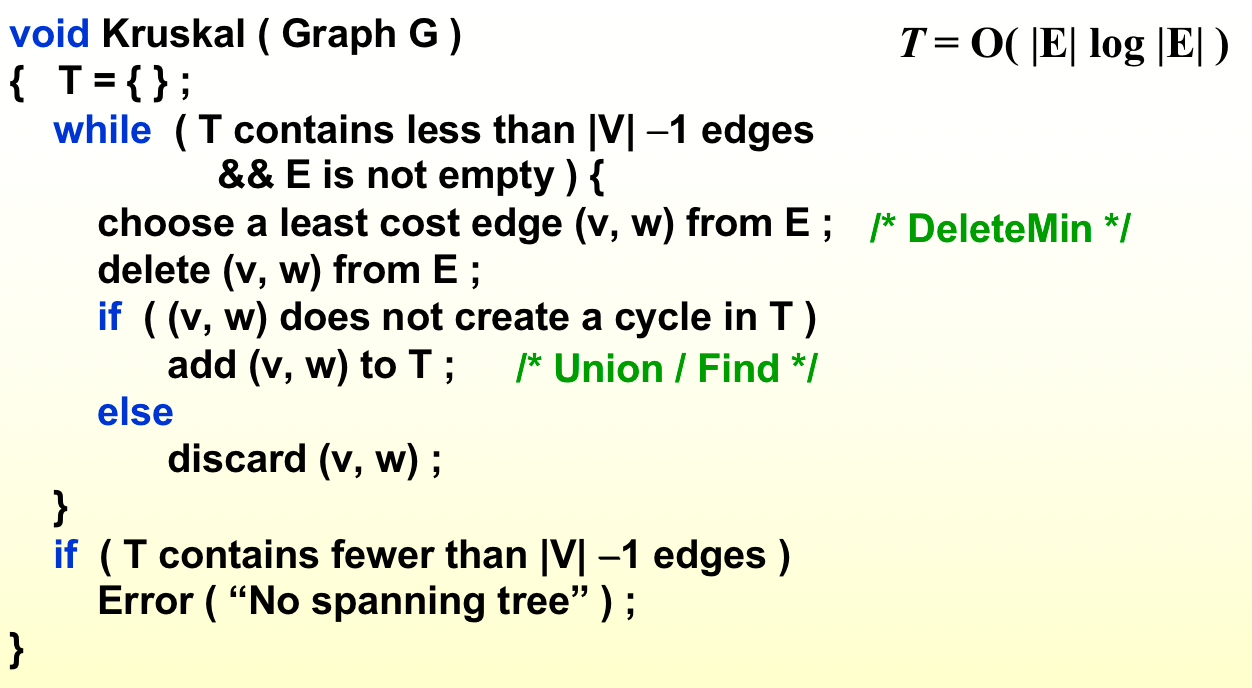 void Kruskal ( Graph G )
T = O( |E| log |E| )
{ T = { } ;
while ( T contains less than |V| –1 edges
&& E is not empty ) {
choose a least cost edge (v, w) from E ; /* DeleteMin */
delete (v, w) from E ;
if ( (v, w) does not create a cycle in T )
add (v, w) to T ; /* Union / Find */
else
discard (v, w) ;
}
if ( T contains fewer than |V| –1 edges )
Error ( “No spanning tree” ) ;
}